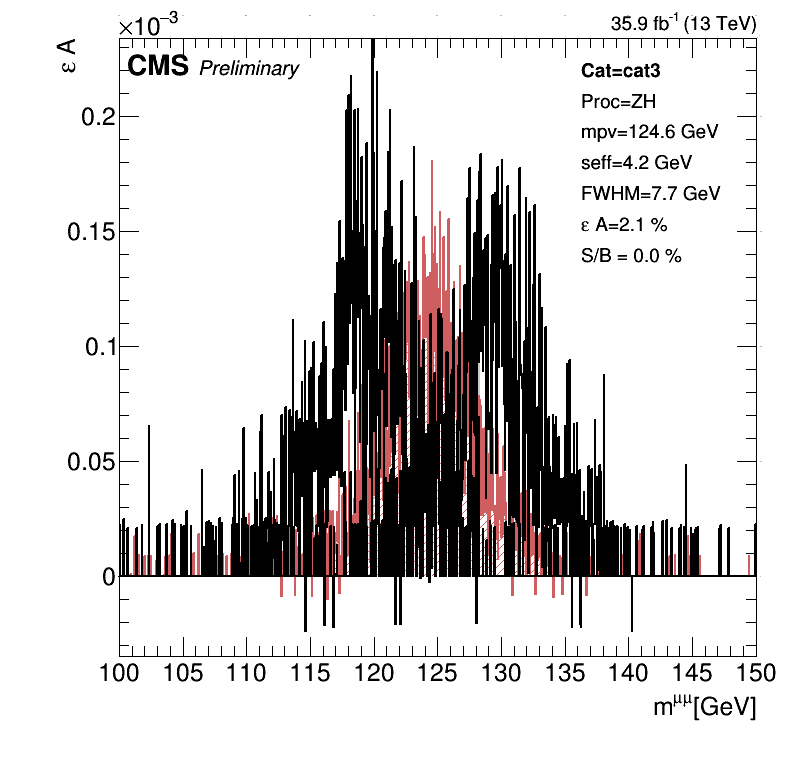 ×10⁻³
35.9 fb⁻¹ (13 TeV)
ε A
CMS Preliminary
Cat=cat3
Proc=ZH
mpv=124.6 GeV
seff=4.2 GeV
FWHM=7.7 GeV
ε A=2.1 %
S/B = 0.0 %
0.2
0.15
0.1
0.05
0
100 105 110 115 120 125 130 135 140 145 150
m^μμ[GeV]